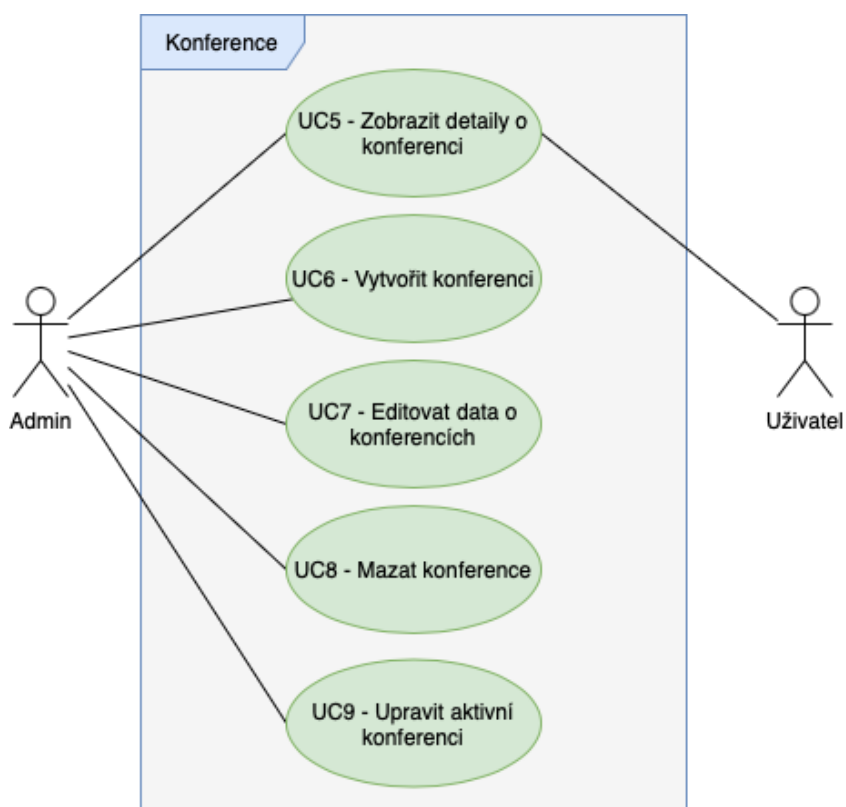 Konference
UC5 - Zobrazit detaily o
konferenci
UC6 - Vytvořit konferenci
UC7 - Editovat data o
konferencích
Admin
Uživatel
UC8 - Mazat konference
UC9 - Upravit aktivní
konferenci